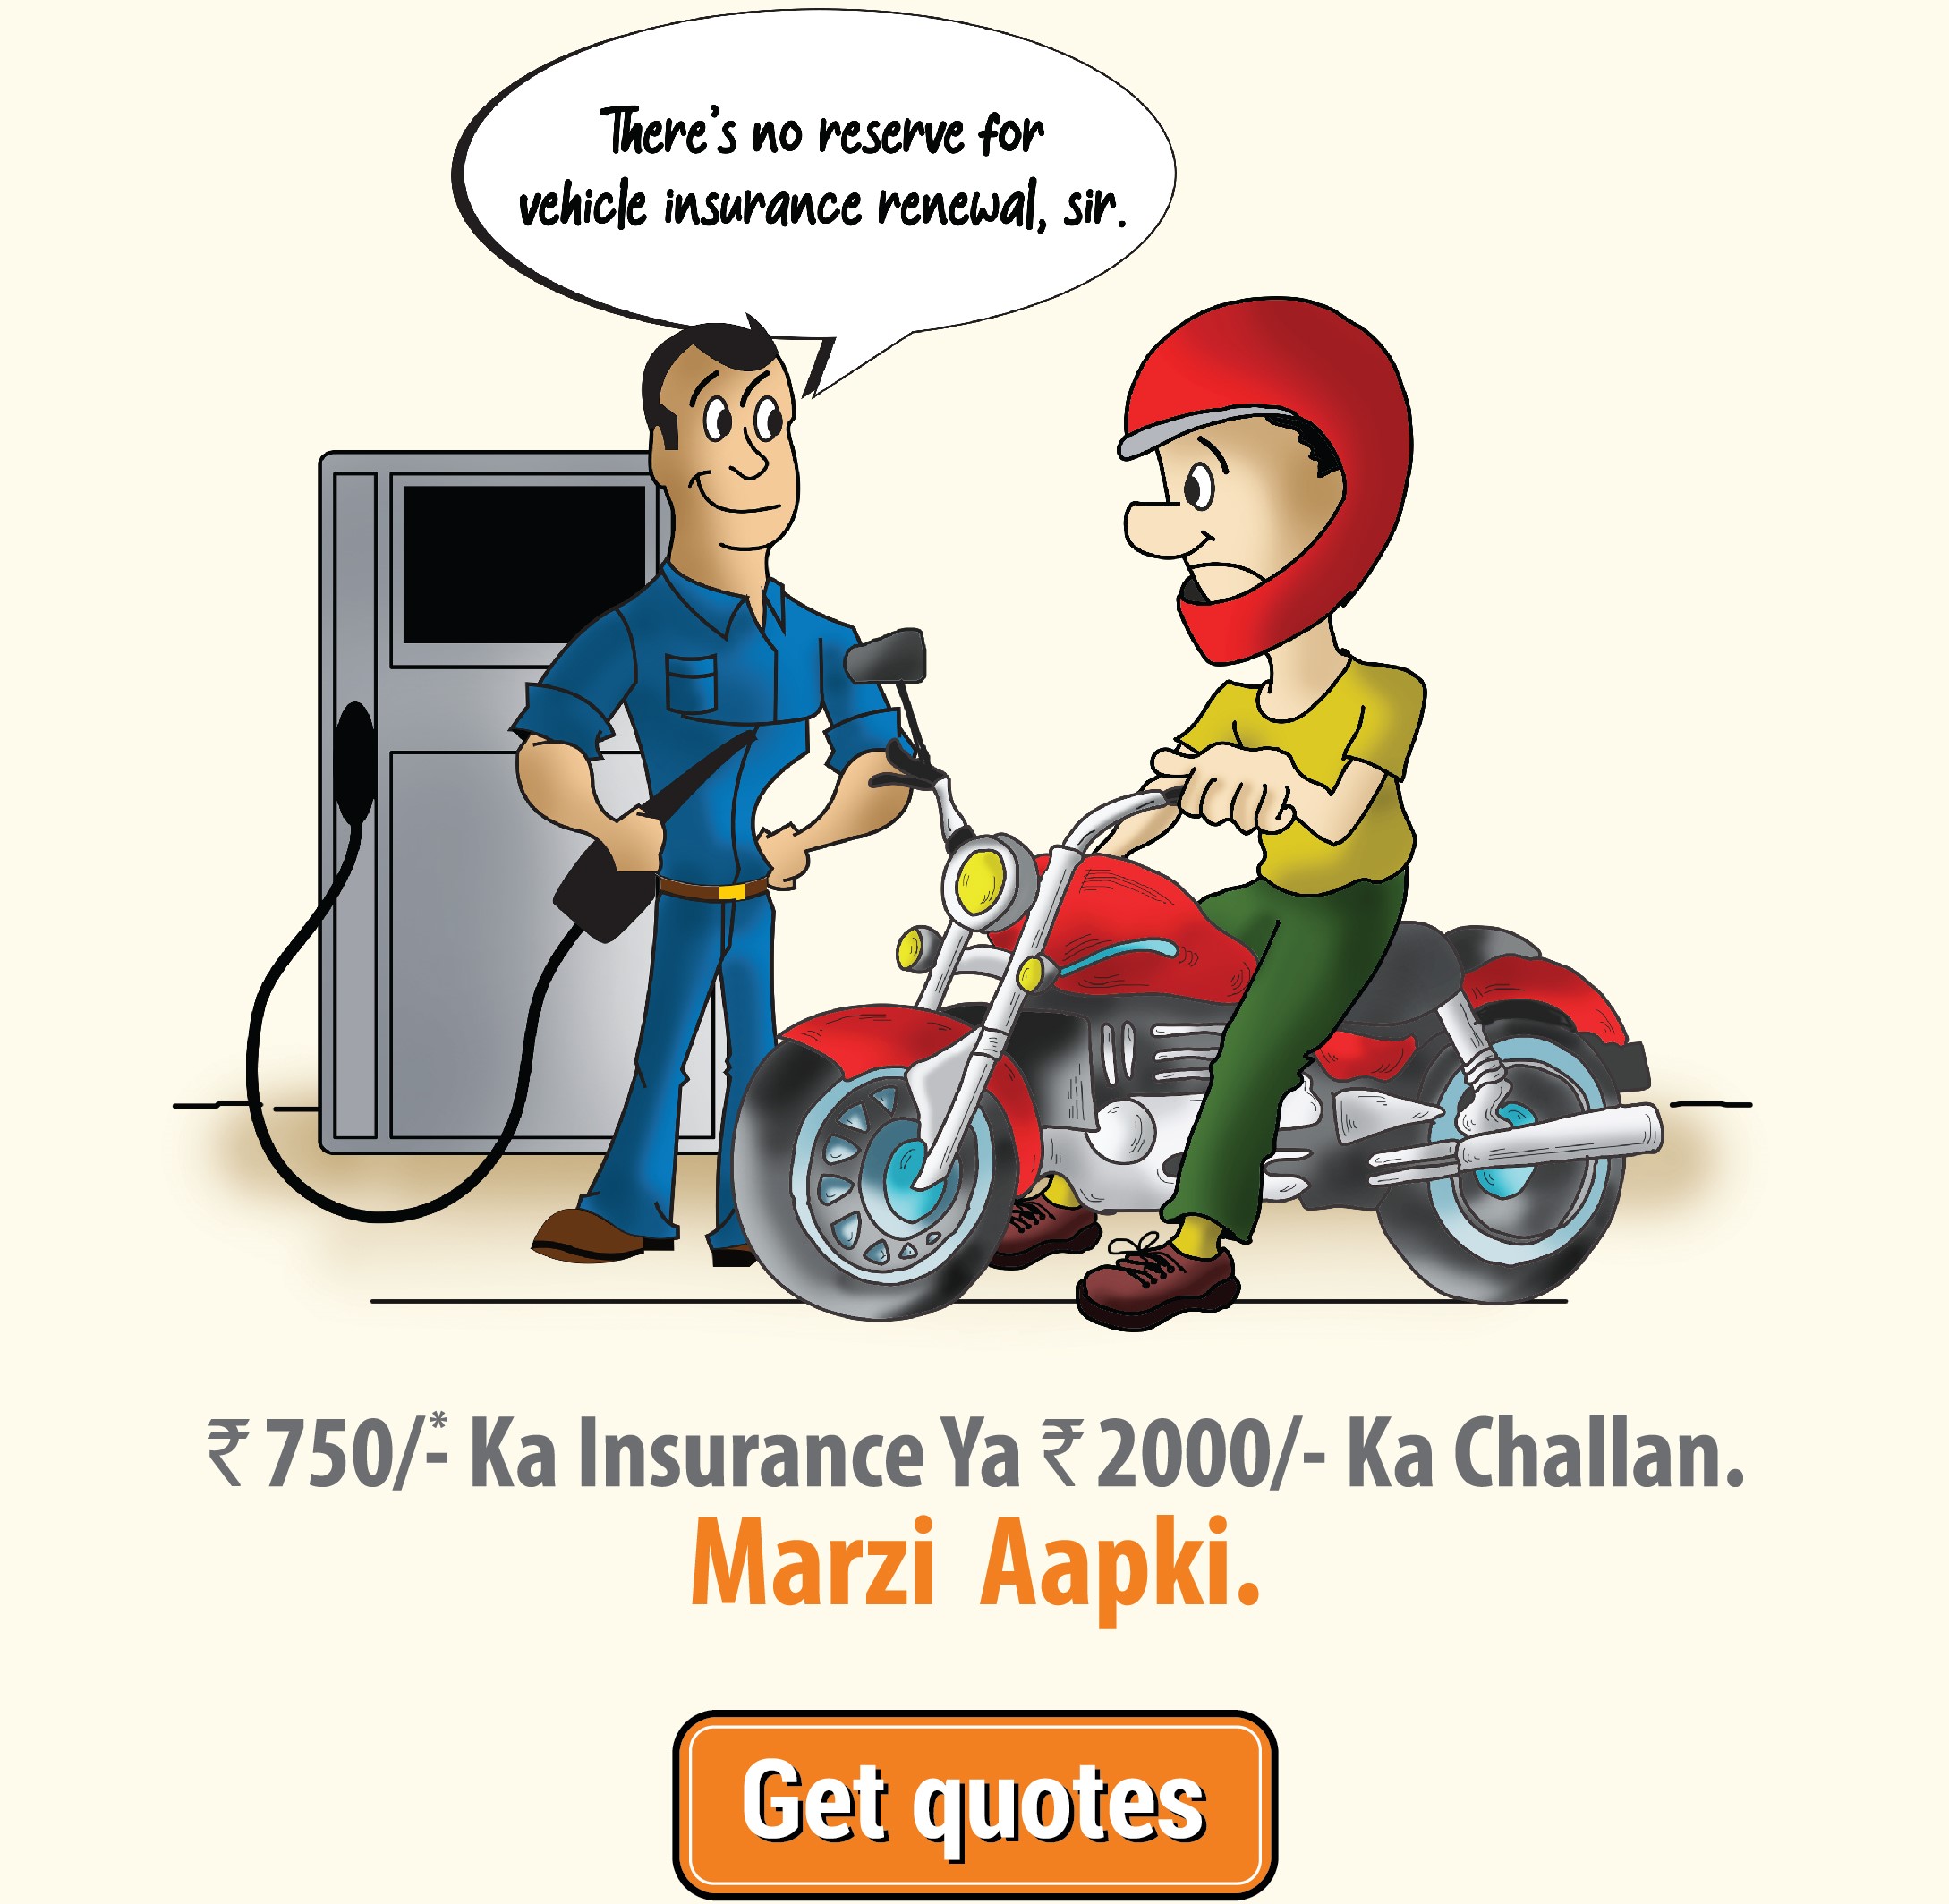 There's no reserve for
vehicle insurance renewal, sir.
₹ 750/-* Ka Insurance Ya ₹ 2000/- Ka Challan.
Marzi Aapki.
Get quotes